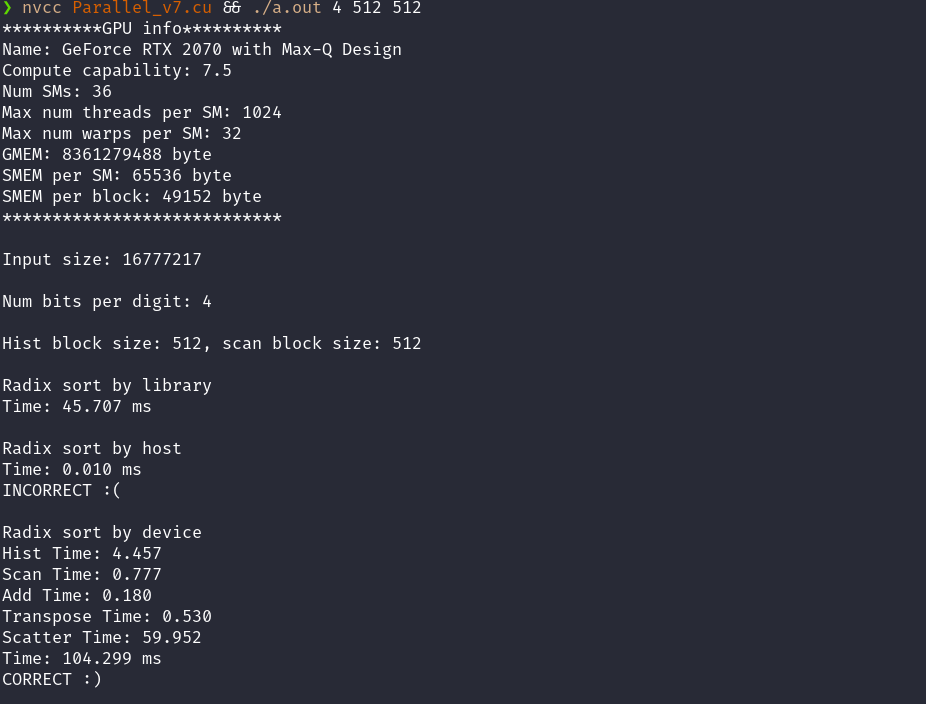 ❯ nvcc Parallel_v7.cu && ./a.out 4 512 512
**********GPU info**********
Name: GeForce RTX 2070 with Max-Q Design
Compute capability: 7.5
Num SMs: 36
Max num threads per SM: 1024
Max num warps per SM: 32
GMEM: 8361279488 byte
SMEM per SM: 65536 byte
SMEM per block: 49152 byte
****************************
Input size: 16777217
Num bits per digit: 4
Hist block size: 512, scan block size: 512
Radix sort by library
Time: 45.707 ms
Radix sort by host
Time: 0.010 ms
INCORRECT :(
Radix sort by device
Hist Time: 4.457
Scan Time: 0.777
Add Time: 0.180
Transpose Time: 0.530
Scatter Time: 59.952
Time: 104.299 ms
CORRECT :)